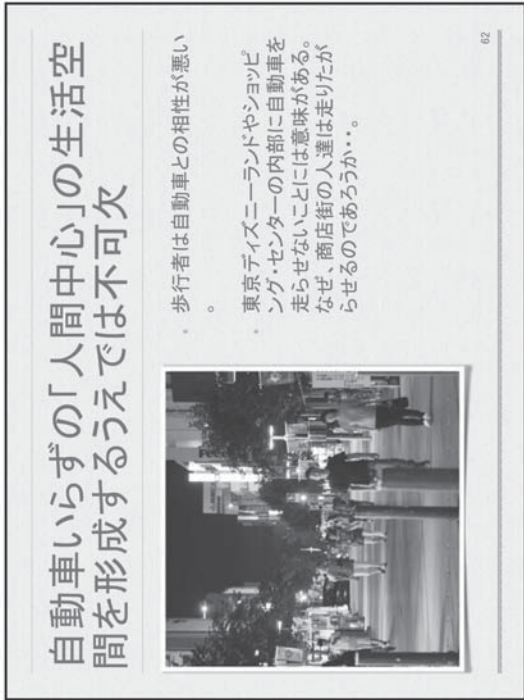 自動車いらずの「人間中心」の生活空
間を形成するうえでは不可欠
• 歩行者は自動車との相性が悪い
。
• 東京ディズニーランドやショッピ
ング・センターの内部に自動車を
走らせないことには意味がある。
なぜ、商店街の人達は走りたが
らせるのであろうか・・。
62